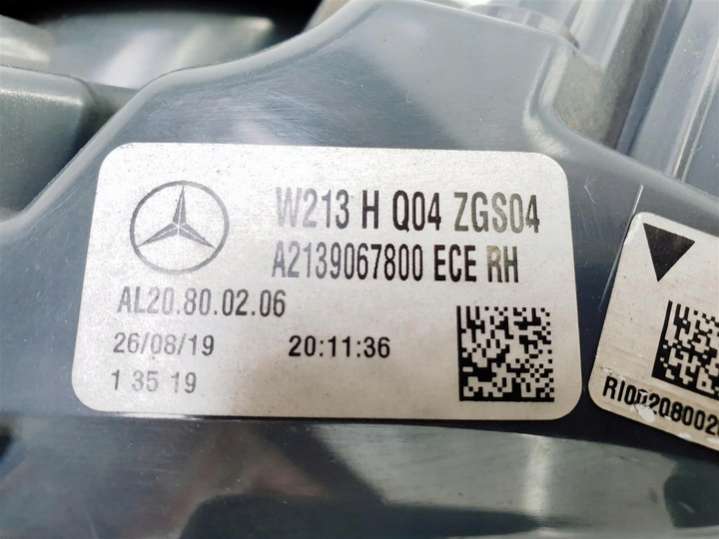 W213 H Q04 ZGS04
A2139067800 ECE RH
AL20.80.02.06
26/08/19 20:11:36
1 35 19